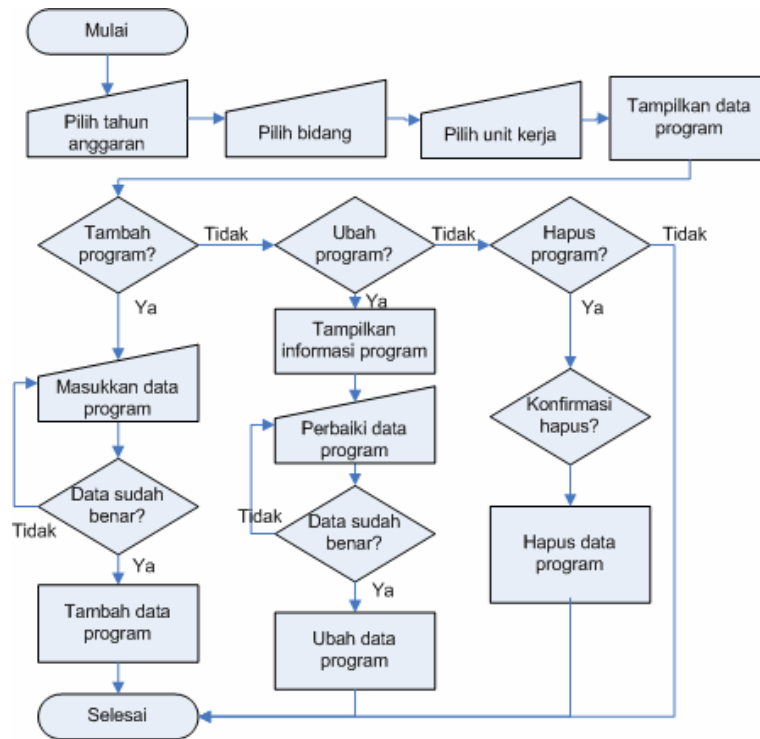 Mulai
Pilih tahun
anggaran
Pilih bidang
Pilih unit kerja
Tampilkan data
program
Tambah
program?
Tidak
Ubah
program?
Tidak
Hapus
program?
Tidak
Ya
Ya
Ya
Tampilkan
informasi program
Masukkan data
program
Perbaiki data
program
Konfirmasi
hapus?
Data sudah
benar?
Tidak
Ya
Data sudah
benar?
Tidak
Ya
Hapus data
program
Tambah data
program
Ubah data
program
Selesai